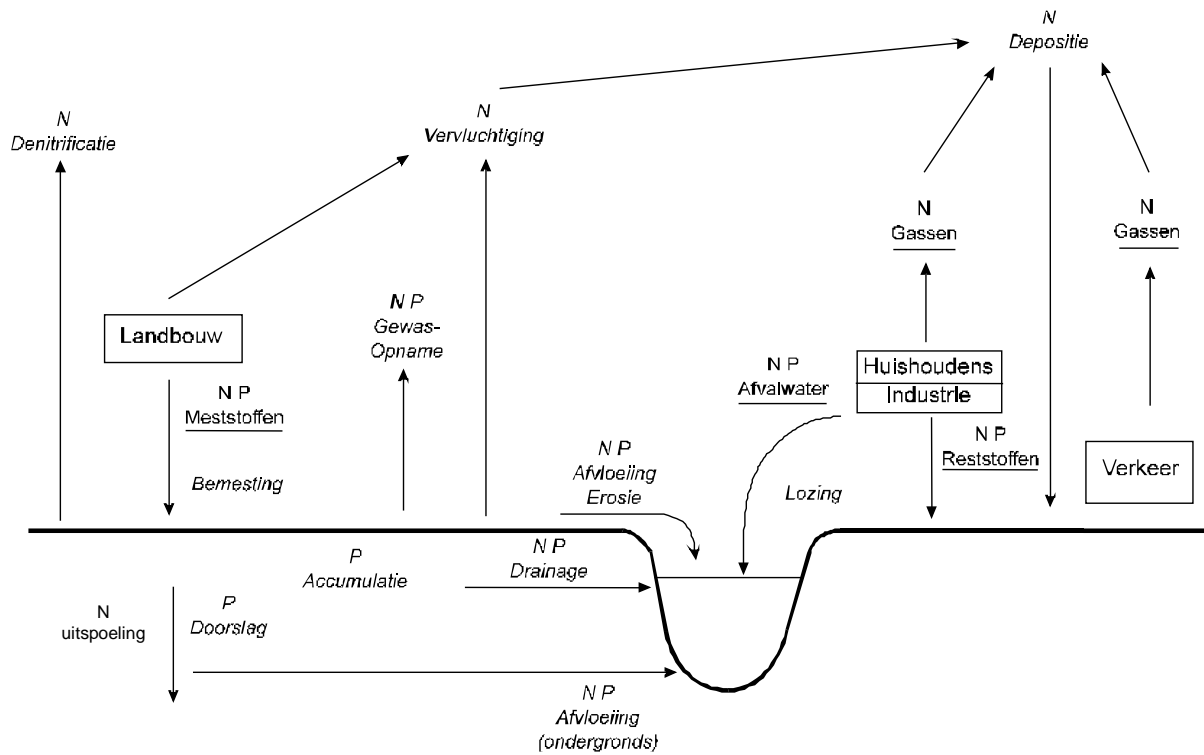 N
Depositie
N
Denitrificatie
N
Vervluchtiging
N
Gassen
N
Gassen
Landbouw
N P
Gewas-
Opname
N P
Meststoffen
Bemesting
N P
Afvalwater
Huishoudens
Industrie
N P
Reststoffen
Verkeer
N P
Afvloeiing
Erosie
Lozing
P
Accumulatie
N P
Drainage
N
uitspoeling
P
Doorslag
N P
Afvloeiing
(ondergronds)